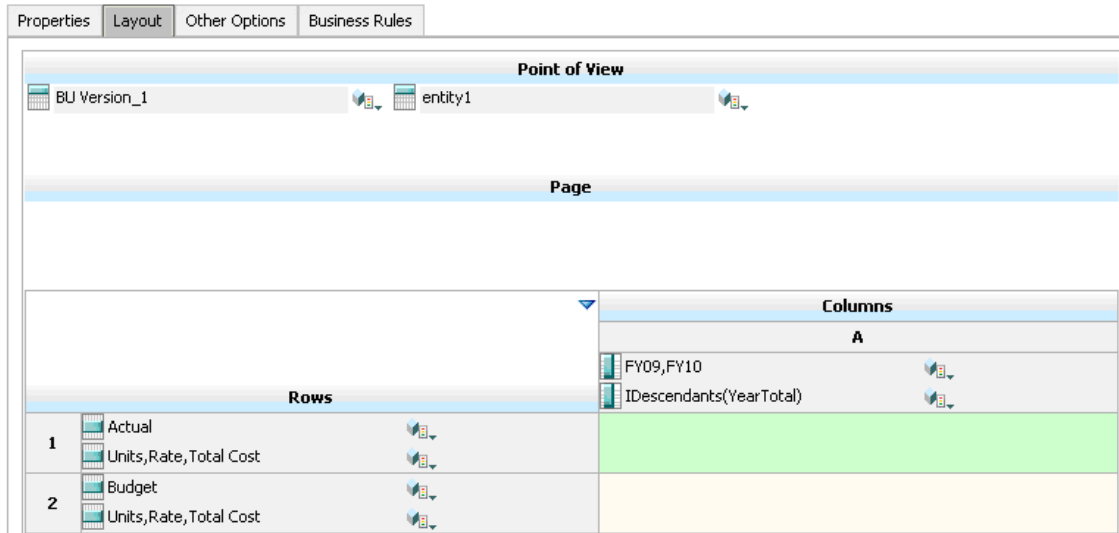 Properties Layout Other Options Business Rules
Point of View
BU Version_1 entity1
Page
Columns
A
FY09,FY10
Rows IDescendants(YearTotal)
1 Actual
Units,Rate,Total Cost
2 Budget
Units,Rate,Total Cost